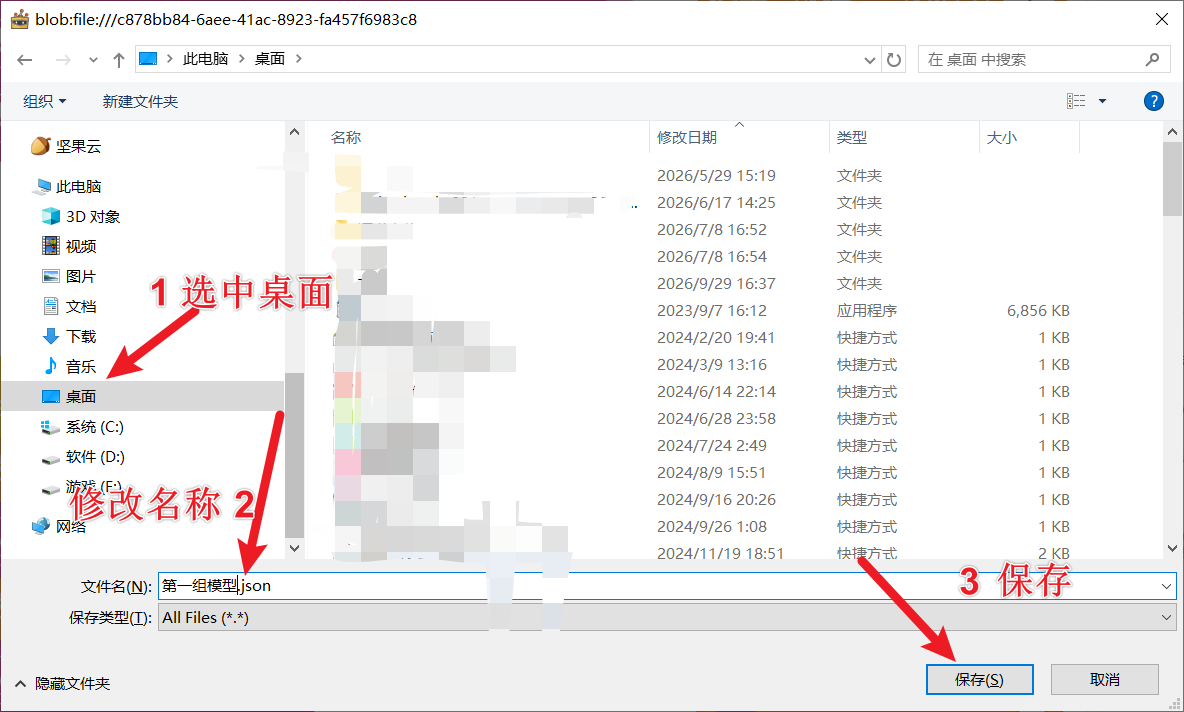 blob:file:///c878bb84-6aee-41ac-8923-fa457f6983c8
此电脑 桌面
在 桌面 中搜索
组织 新建文件夹
?
坚果云
此电脑
3D 对象
视频
图片
文档
下载
音乐
桌面
系统 (C:)
软件 (D:)
游戏 (E:)
网络
名称 修改日期 类型 大小
2026/5/29 15:19 文件夹
2026/6/17 14:25 文件夹
2026/7/8 16:52 文件夹
2026/7/8 16:54 文件夹
2026/9/29 16:37 文件夹
2023/9/7 16:12 应用程序 6,856 KB
2024/2/20 19:41 快捷方式 1 KB
2024/3/9 13:16 快捷方式 1 KB
2024/6/14 22:14 快捷方式 1 KB
2024/6/28 23:58 快捷方式 1 KB
2024/7/24 2:49 快捷方式 1 KB
2024/8/9 15:51 快捷方式 1 KB
2024/9/16 20:26 快捷方式 1 KB
2024/9/26 1:08 快捷方式 1 KB
2024/11/19 18:51 快捷方式 2 KB
1 选中桌面
修改名称 2
3 保存
文件名(N): 第一组模型.json
保存类型(T): All Files (*.*)
隐藏文件夹
保存(S) 取消